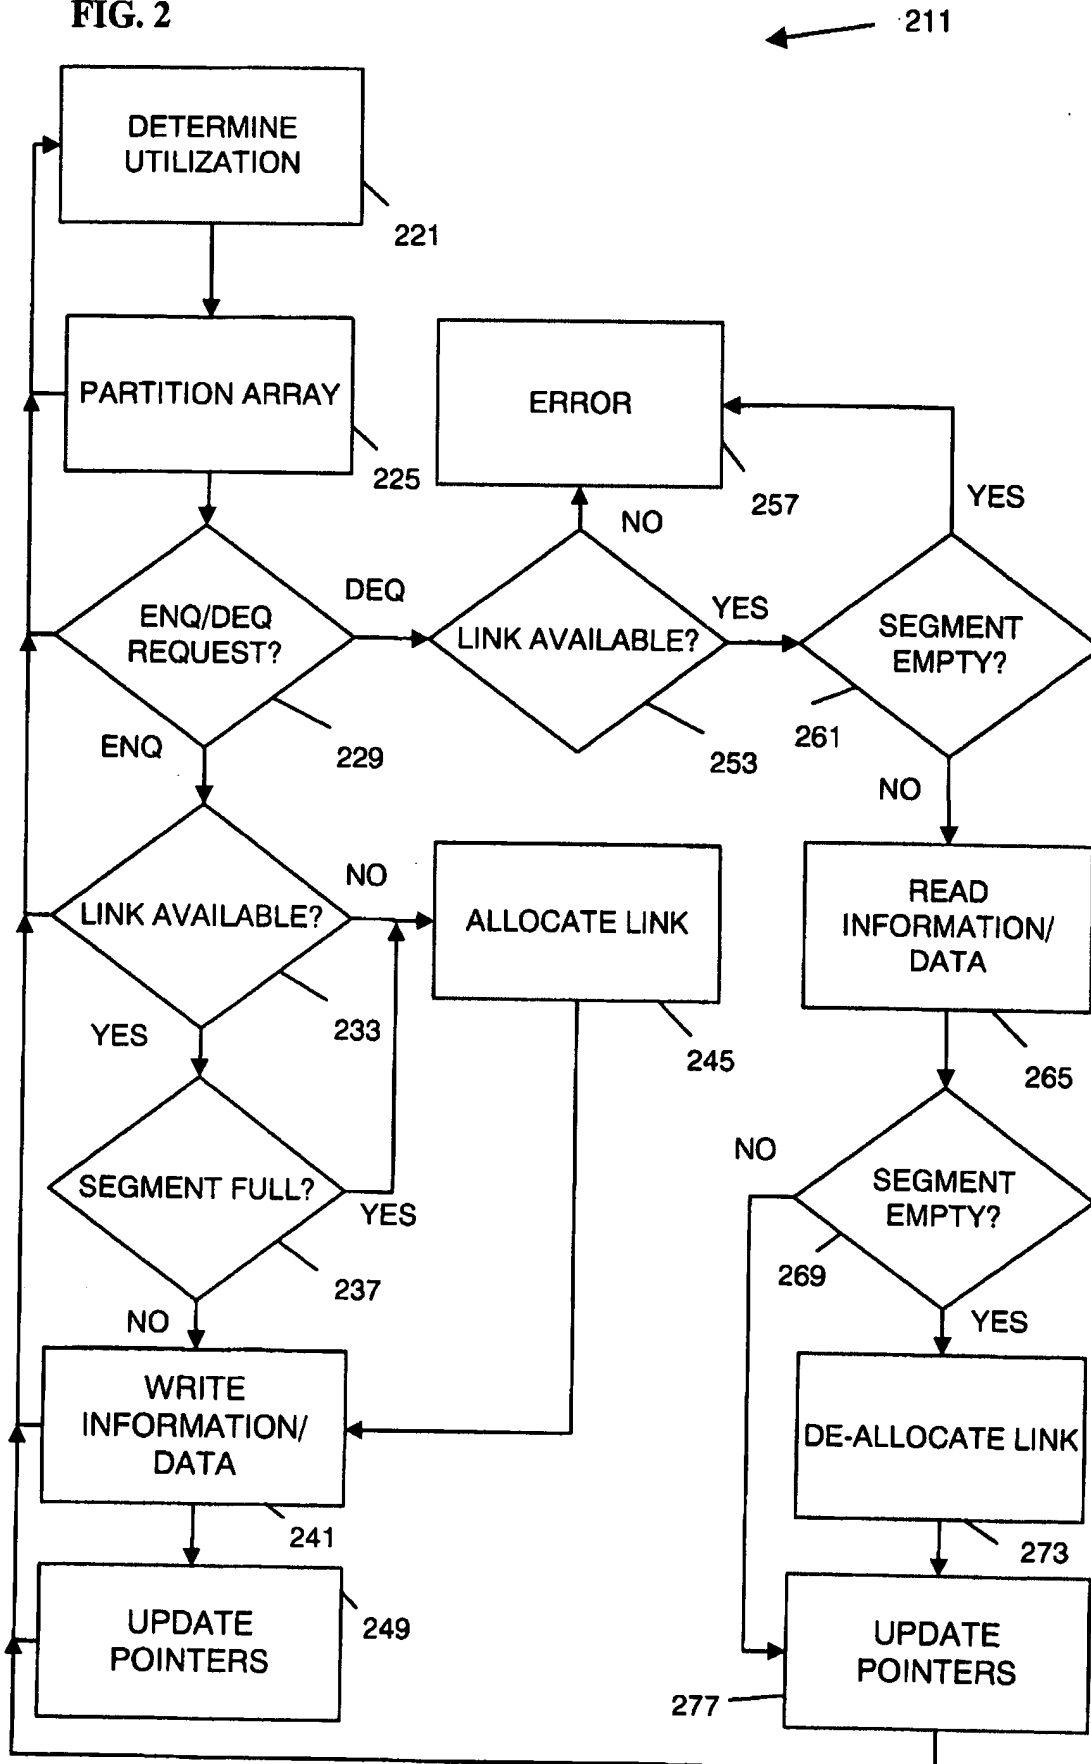 FIG. 2
211
DETERMINE
UTILIZATION
221
PARTITION ARRAY
225
ERROR
257
YES
NO
ENQ/DEQ
REQUEST?
DEQ
229
ENQ
LINK AVAILABLE?
253
YES
SEGMENT
EMPTY?
261
NO
LINK AVAILABLE?
NO
233
YES
ALLOCATE LINK
245
READ
INFORMATION/
DATA
265
SEGMENT FULL?
YES
237
NO
NO
SEGMENT
EMPTY?
269
YES
WRITE
INFORMATION/
DATA
241
DE-ALLOCATE LINK
273
UPDATE
POINTERS
249
UPDATE
POINTERS
277